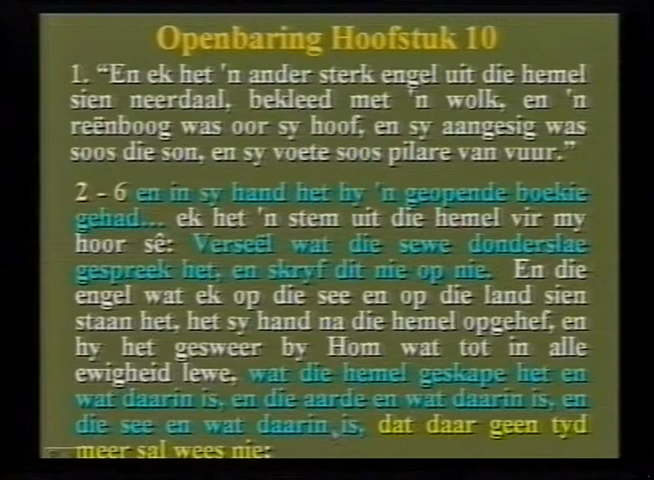 Openbaring Hoofstuk 10
1. “En ek het 'n ander sterk engel uit die hemel
sien neerdaal, bekleed met 'n wolk, en 'n
reënboog was oor sy hoof, en sy aangesig was
soos die son, en sy voete soos pilare van vuur.”
2 - 6 en in sy hand het hy 'n geopende boekie
gehad... ek het 'n stem uit die hemel vir my
hoor sê: Verseël wat die sewe donderslae
gespreek het, en skryf dit nie op nie. En die
engel wat ek op die see en op die land sien
staan het, het sy hand na die hemel opgehef, en
hy het gesweer by Hom wat tot in alle
ewigheid lewe, wat die hemel geskape het en
wat daarin is, en die aarde en wat daarin is, en
die see en wat daarin is, dat daar geen tyd
meer sal wees nie: